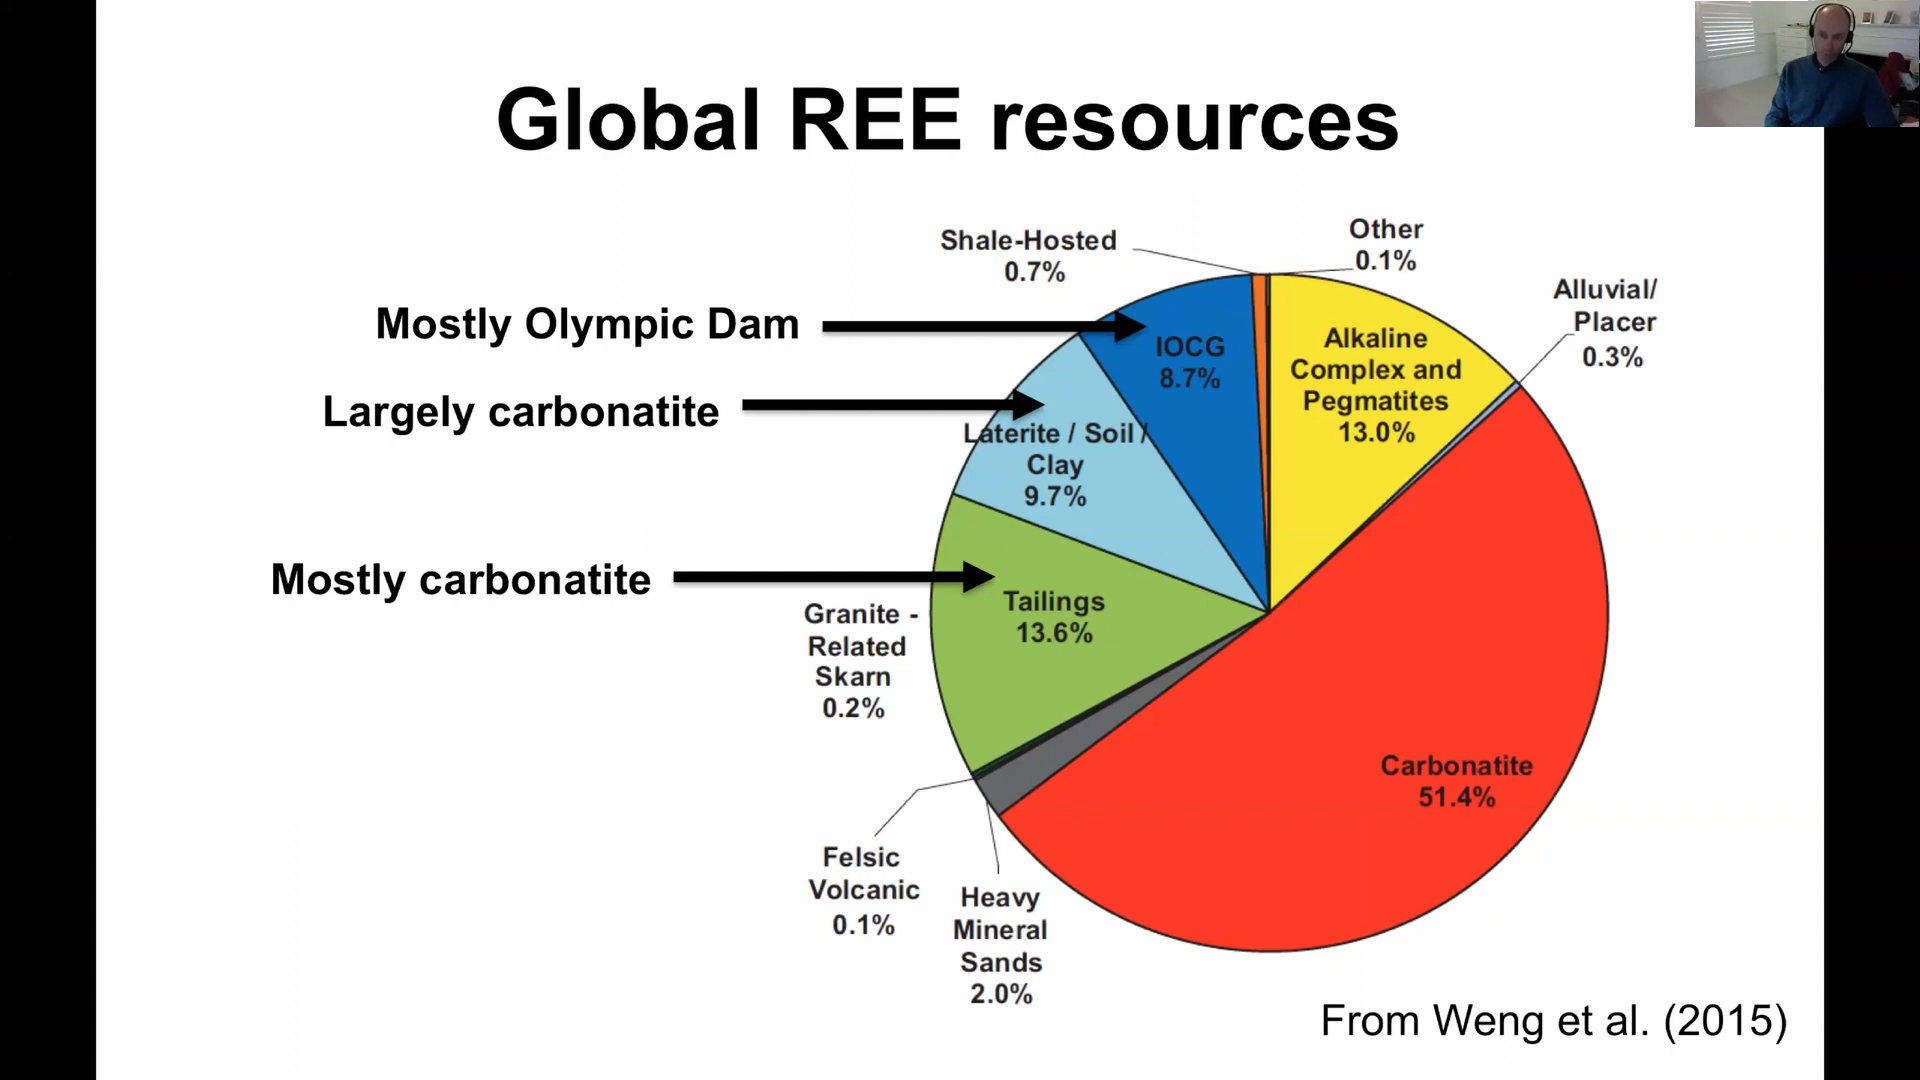 Global REE resources
Shale-Hosted
0.7%
Other
0.1%
Alluvial/
Placer
0.3%
Mostly Olympic Dam
IOCG
8.7%
Alkaline
Complex and
Pegmatites
13.0%
Largely carbonatite
Laterite / Soil /
Clay
9.7%
Mostly carbonatite
Tailings
13.6%
Granite -
Related
Skarn
0.2%
Carbonatite
51.4%
Felsic
Volcanic
0.1%
Heavy
Mineral
Sands
2.0%
From Weng et al. (2015)